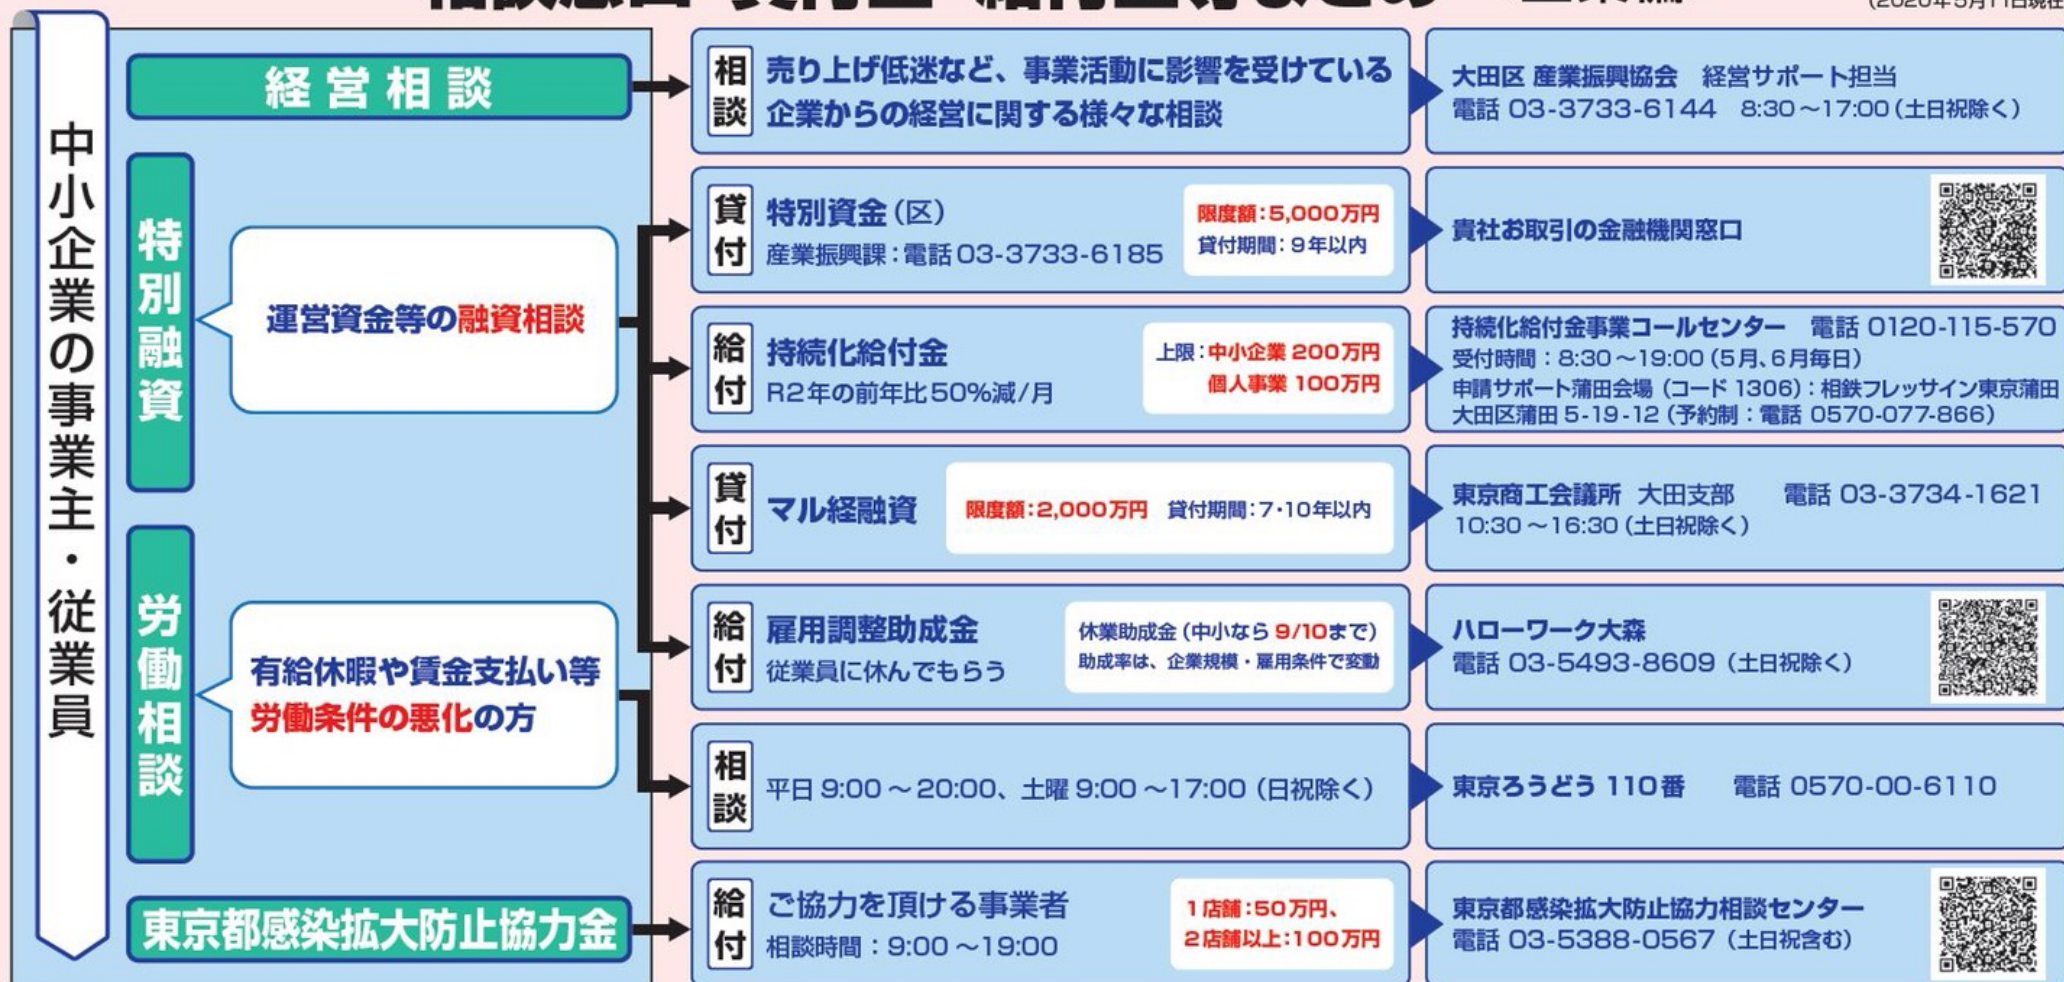 中小企業の事業主・従業員
経営相談
相談
売り上げ低迷など、事業活動に影響を受けている
企業からの経営に関する様々な相談
大田区 産業振興協会 経営サポート担当
電話 03-3733-6144 8:30～17:00(土日祝除く)
特別融資
運営資金等の融資相談
貸付
特別資金(区)
産業振興課:電話03-3733-6185
限度額:5,000万円
貸付期間:9年以内
貴社お取引の金融機関窓口
給付
持続化給付金
R2年の前年比50%減/月
上限:中小企業 200万円
個人事業 100万円
持続化給付金事業コールセンター 電話 0120-115-570
受付時間:8:30～19:00(5月、6月毎日)
申請サポート蒲田会場(コード 1306):相鉄フレッサイン東京蒲田
大田区蒲田 5-19-12(予約制:電話 0570-077-866)
貸付
マル経融資
限度額:2,000万円 貸付期間:7・10年以内
東京商工会議所 大田支部 電話 03-3734-1621
10:30～16:30(土日祝除く)
労働相談
有給休暇や賃金支払い等
労働条件の悪化の方
給付
雇用調整助成金
従業員に休んでもらう
休業助成金(中小なら9/10まで)
助成率は、企業規模・雇用条件で変動
ハローワーク大森
電話 03-5493-8609(土日祝除く)
相談
平日 9:00～20:00、土曜 9:00～17:00(日祝除く)
東京ろうどう 110番 電話 0570-00-6110
東京都感染拡大防止協力金
給付
ご協力を頂ける事業者
相談時間:9:00～19:00
1店舗:50万円、
2店舗以上:100万円
東京都感染拡大防止協力相談センター
電話 03-5388-0567(土日祝含む)